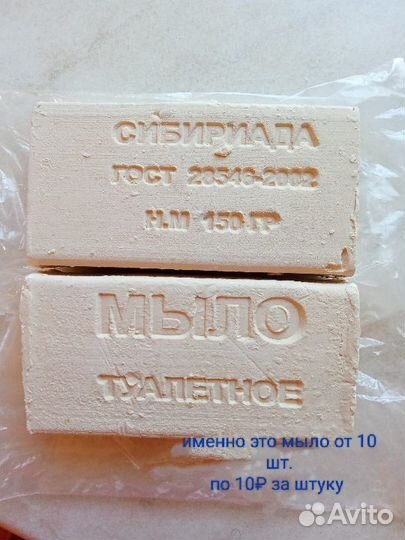 СИБИРИАДА
ГОСТ 28546-2002
Н.М 150 ГР
МЫЛО
ТУАЛЕТНОЕ
именно это мыло от 10
шт.
по 10₽ за штуку
Avito